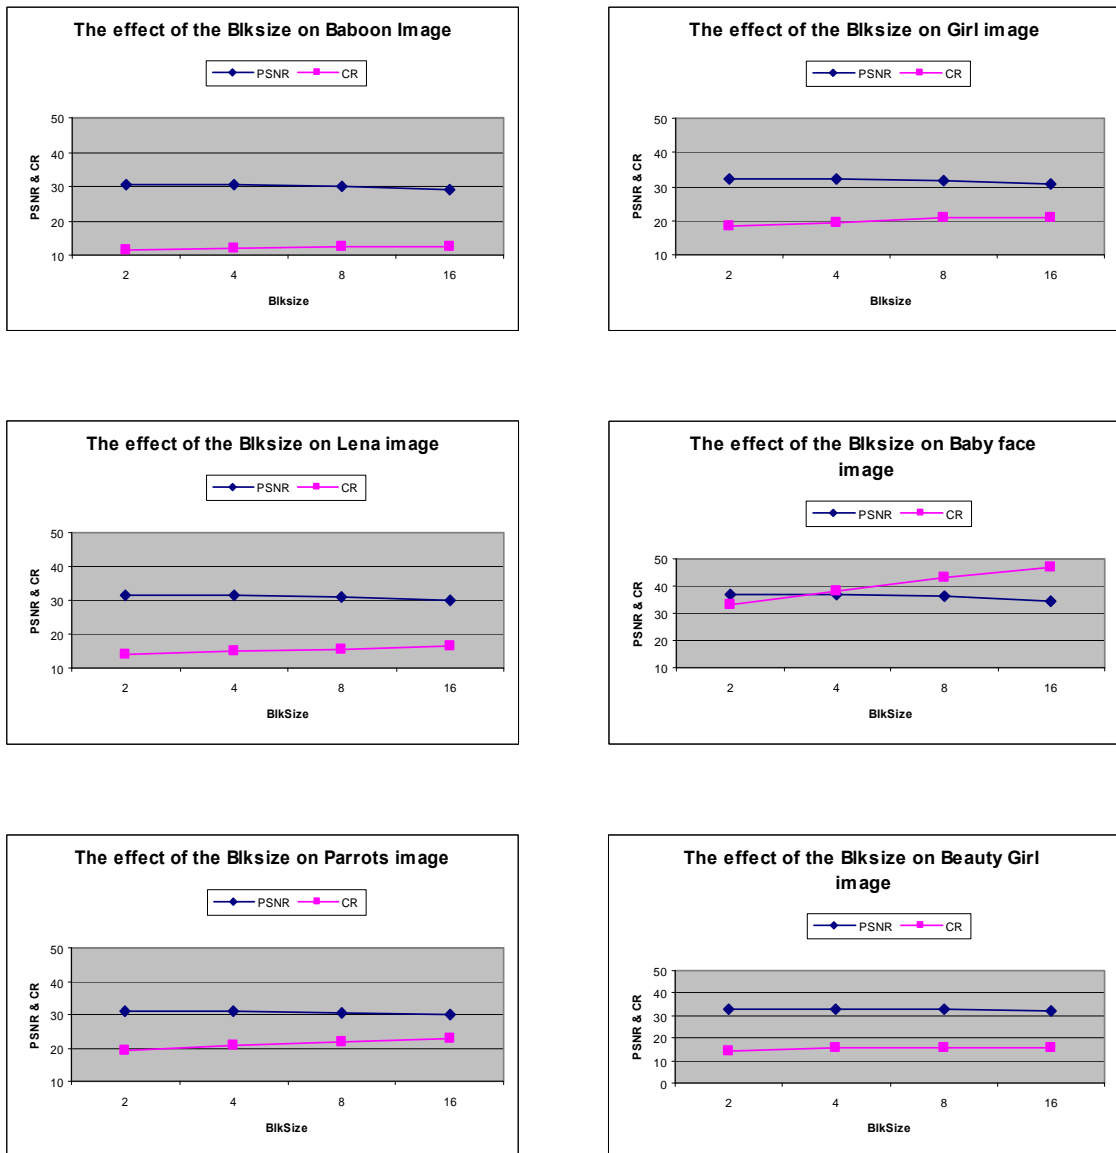 The effect of the Blksize on Baboon Image
PSNR CR
50
40
30
20
10
PSNR & CR
2 4 8 16
Blksize
The effect of the Blksize on Girl image
PSNR CR
50
40
30
20
10
PSNR & CR
2 4 8 16
Blksize
The effect of the Blksize on Lena image
PSNR CR
50
40
30
20
10
PSNR & CR
2 4 8 16
BlkSize
The effect of the Blksize on Baby face
image
PSNR CR
50
40
30
20
10
PSNR & CR
2 4 8 16
BlkSize
The effect of the Blksize on Parrots image
PSNR CR
50
40
30
20
10
PSNR & CR
2 4 8 16
BlkSize
The effect of the Blksize on Beauty Girl
image
PSNR CR
50
40
30
20
10
0
PSNR & CR
2 4 8 16
BlkSize